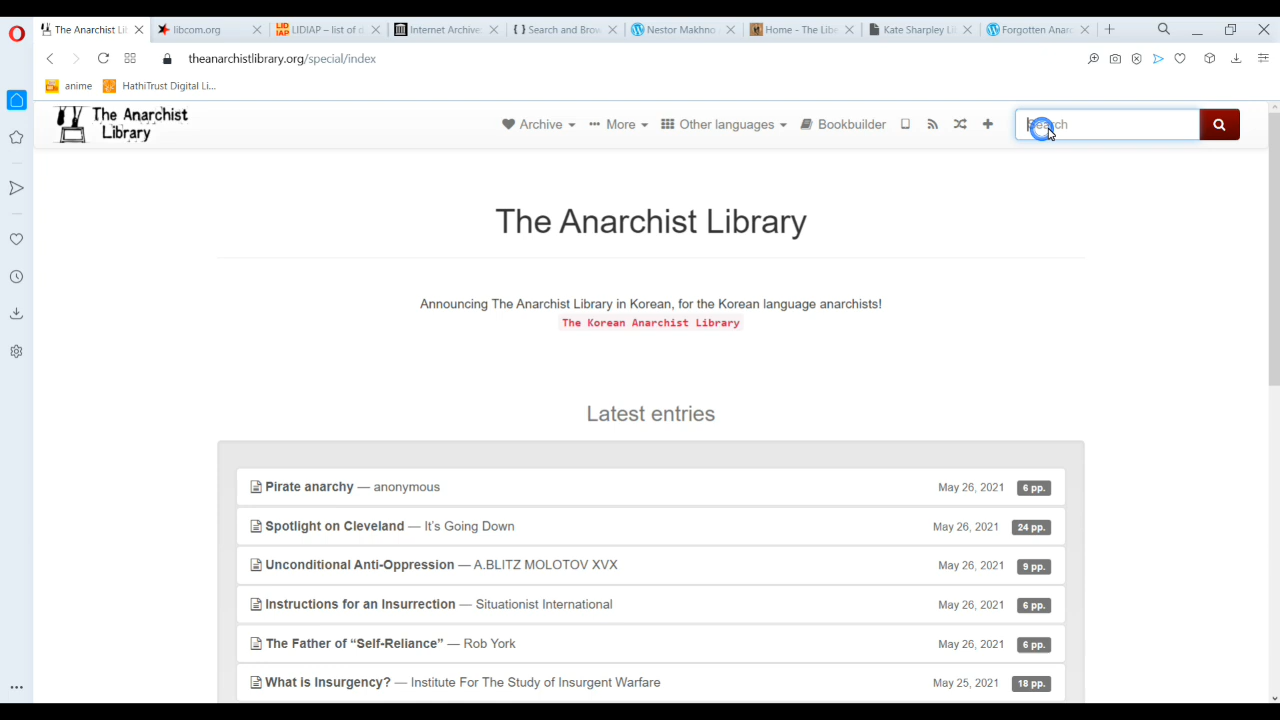 The Anarchist Li
libcom.org
LIDIAP – list of d
Internet Archive
{ } Search and Brow
Nestor Makhno
Home - The Libe
Kate Sharpley Li
Forgotten Anarc
theanarchistlibrary.org/special/index
anime
HathiTrust Digital Li...
The Anarchist Library
Archive
More
Other languages
Bookbuilder
The Anarchist Library
Announcing The Anarchist Library in Korean, for the Korean language anarchists!
The Korean Anarchist Library
Latest entries
Pirate anarchy — anonymous May 26, 2021 6 pp.
Spotlight on Cleveland — It's Going Down May 26, 2021 24 pp.
Unconditional Anti-Oppression — A.BLITZ MOLOTOV XVX May 26, 2021 9 pp.
Instructions for an Insurrection — Situationist International May 26, 2021 6 pp.
The Father of “Self-Reliance” — Rob York May 26, 2021 6 pp.
What is Insurgency? — Institute For The Study of Insurgent Warfare May 25, 2021 18 pp.